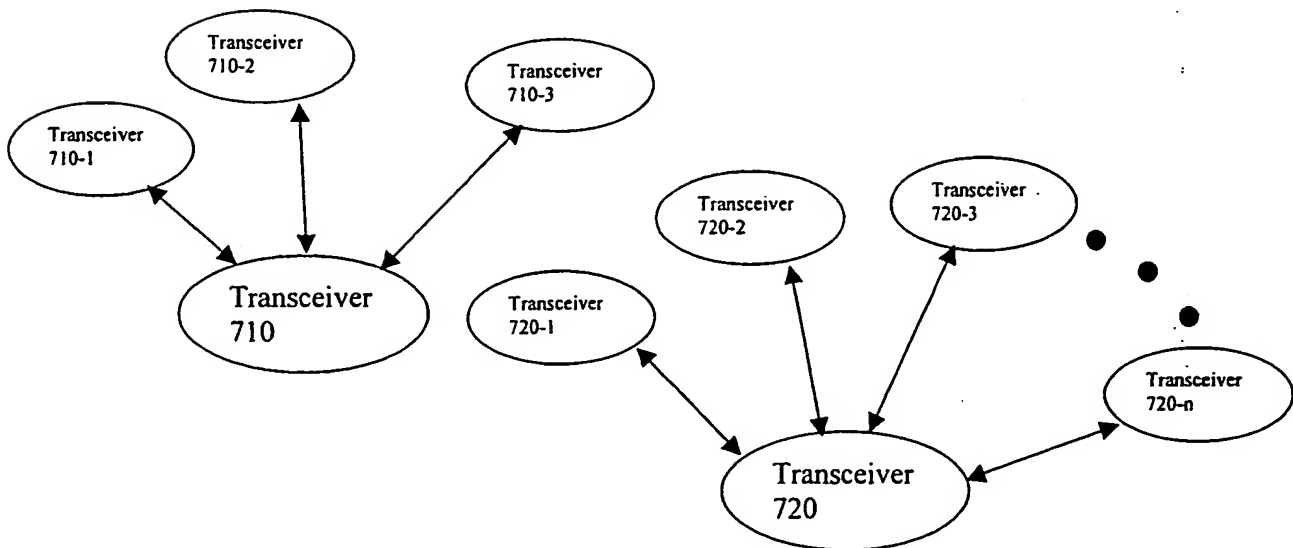 Transceiver
710-2
Transceiver
710-3
Transceiver
710-1
Transceiver
720-3
Transceiver
720-2
Transceiver
710
Transceiver
720-1
Transceiver
720-n
Transceiver
720